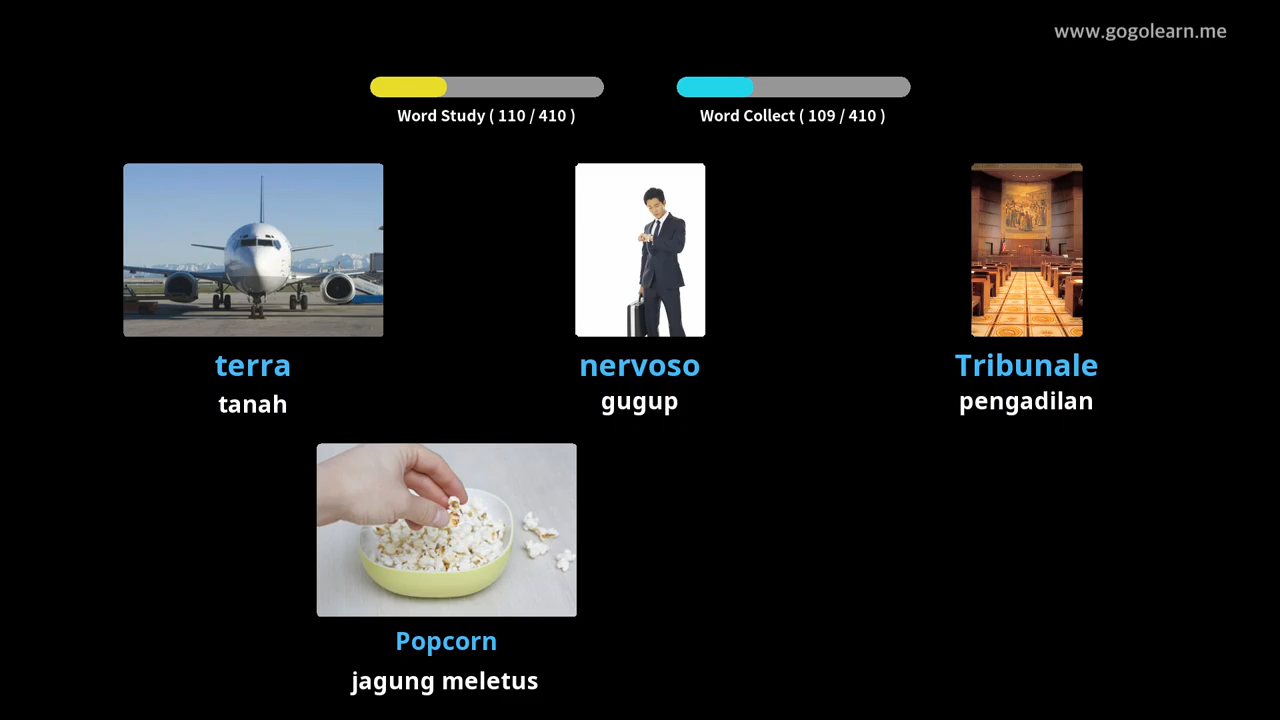 www.gogolearn.me
Word Study ( 110 / 410 )
Word Collect ( 109 / 410 )
terra
tanah
nervoso
gugup
Tribunale
pengadilan
Popcorn
jagung meletus